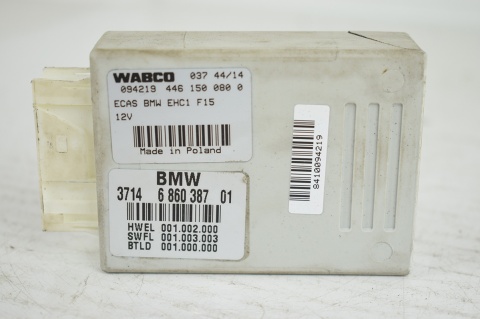 WABCO 037 44/14
094219 446 150 080 0
ECAS BMW EHC1 F15
12V
Made in Poland
BMW
3714 6 860 387 01
HWEL 001.002.000
SWFL 001.003.003
BTLD 001.000.000
8410094219